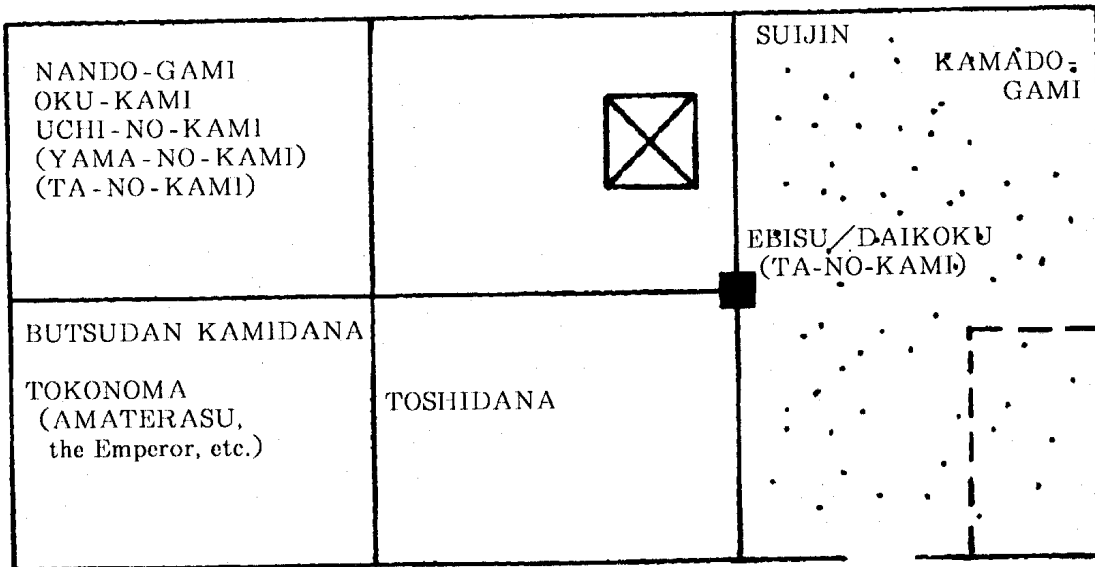 NANDO-GAMI
OKU-KAMI
UCHI-NO-KAMI
(YAMA-NO-KAMI)
(TA-NO-KAMI)
SUIJIN
KAMADO-
GAMI
EBISU/DAIKOKU
(TA-NO-KAMI)
BUTSUDAN KAMIDANA
TOKONOMA
(AMATERASU,
the Emperor, etc.)
TOSHIDANA